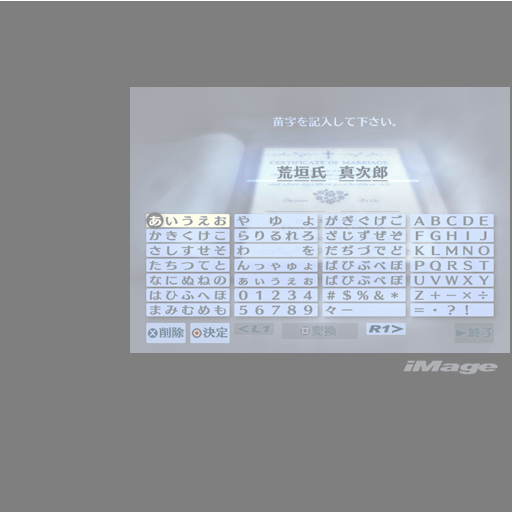 苗字を記入して下さい。
CERTIFICATE OF MARRIAGE
荒垣氏 真次郎
あいうえお や ゆ よ がぎぐげご ABCDE
かきくけこ らりるれろ ざじずぜぞ FGHIJ
さしすせそ わ を だぢづでど KLMNO
たちつてと んっゃゅょ ばびぶべぼ PQRST
なにぬねの ぁぃぅぇぉ ぱぴぷぺぽ UVWXY
はひふへほ 01234 #$%&* Z+-×÷
まみむめも 56789 々ー =・?!
削除 決定 <L1 変換 R1> 終了
iMage